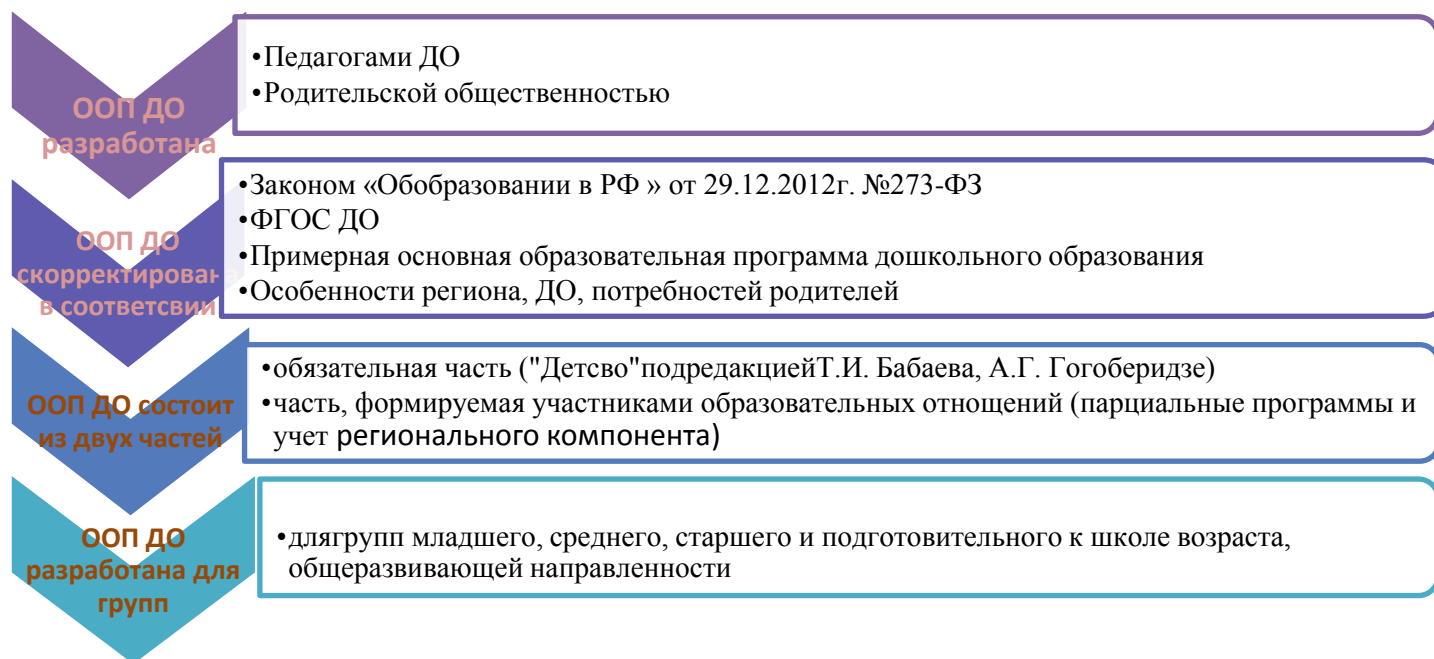 ООП ДО
разработана
•Педагогами ДО
•Родительской общественностью
ООП ДО
скорректирована
в соответсвии
•Законом «Обобразовании в РФ » от 29.12.2012г. №273-ФЗ
•ФГОС ДО
•Примерная основная образовательная программа дошкольного образования
•Особенности региона, ДО, потребностей родителей
ООП ДО состоит
из двух частей
•обязательная часть ("Детсво"подредакциейТ.И. Бабаева, А.Г. Гогоберидзе)
•часть, формируемая участниками образовательных отнощений (парциальные программы и
учет регионального компонента)
ООП ДО
разработана для
групп
•длягрупп младшего, среднего, старшего и подготовительного к школе возраста,
общеразвивающей направленности